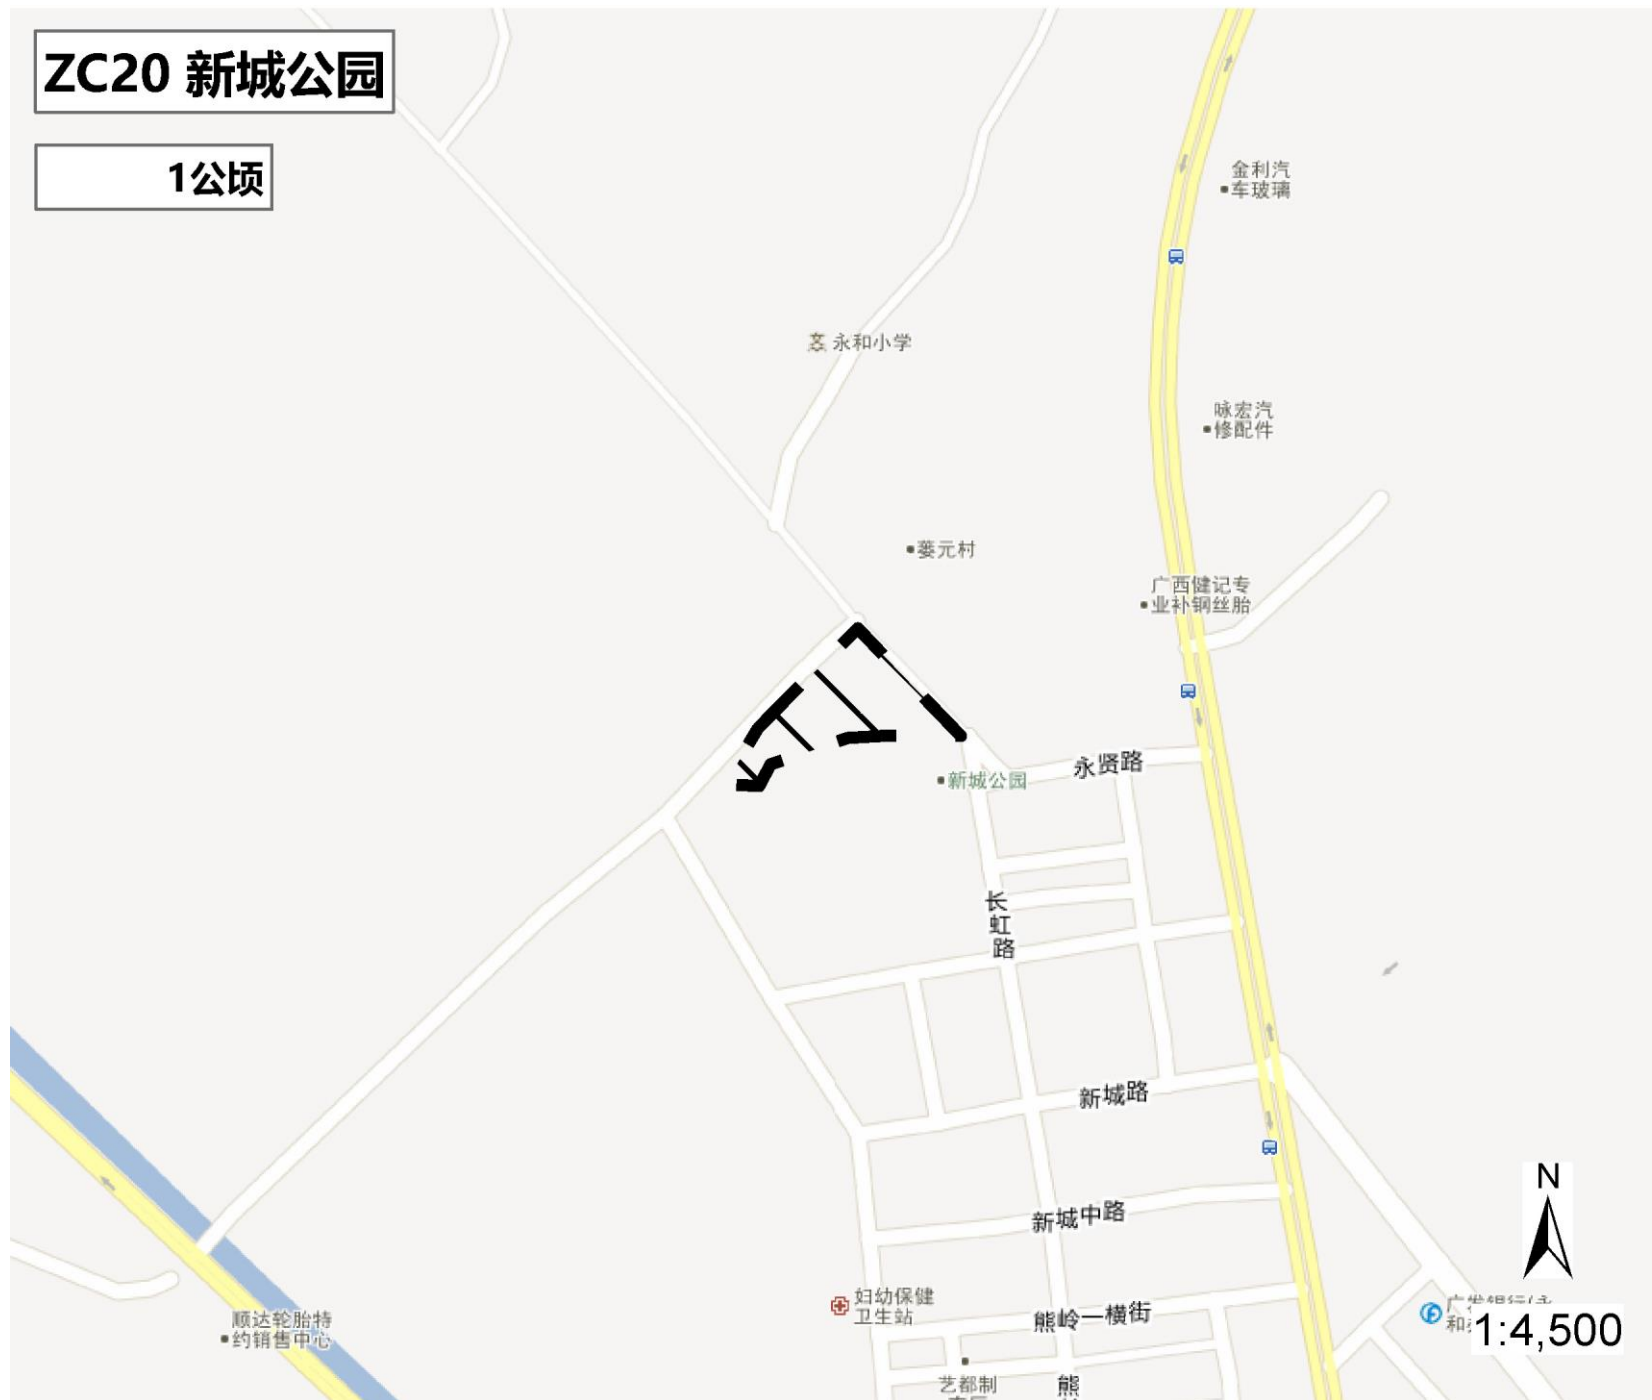 ZC20 新城公园
1公顷
金利汽
车玻璃
永和小学
咏宏汽
修配件
蒌元村
广西健记专
业补钢丝胎
永贤路
新城公园
长虹路
新城路
N
新城中路
妇幼保健
卫生站
顺达轮胎特
约销售中心
熊岭一横街
1:4,500
艺都制
熊